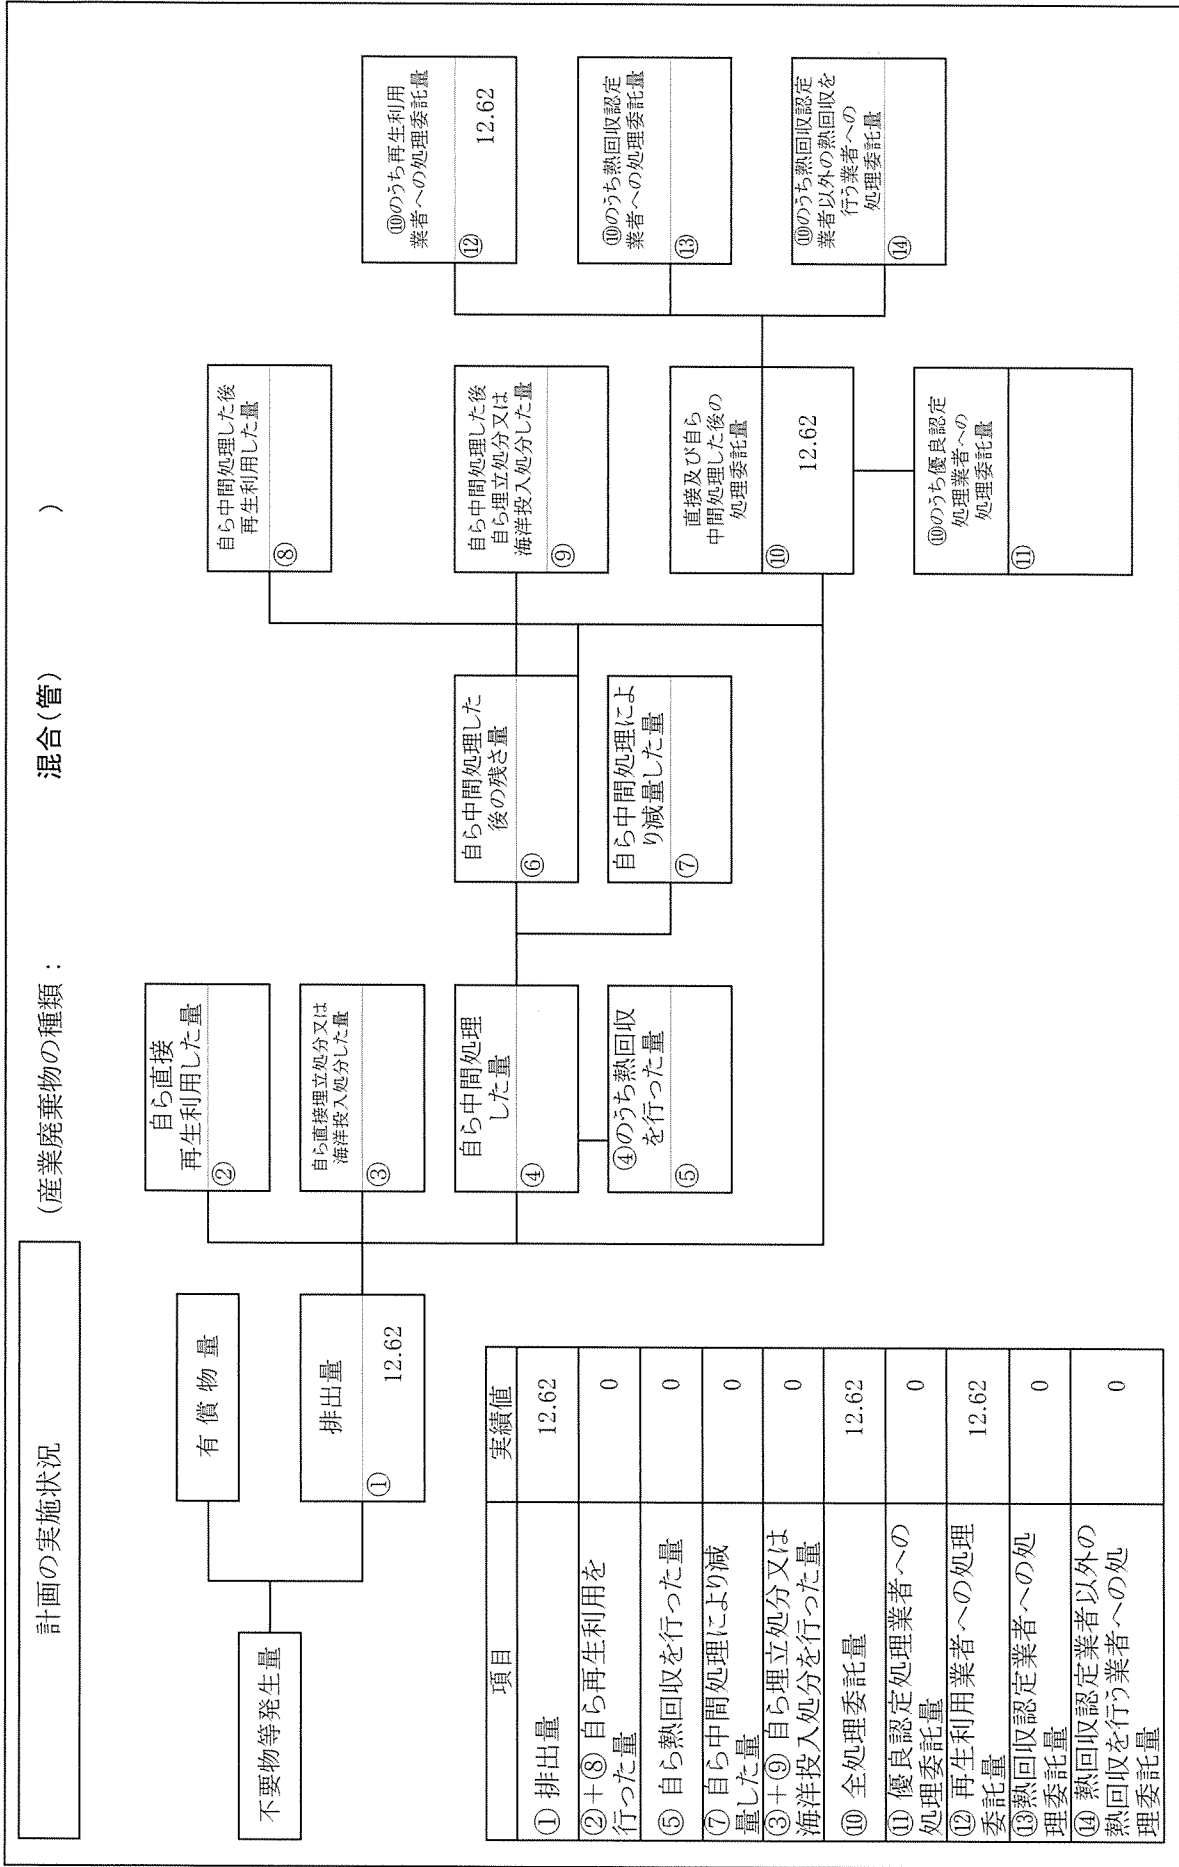 計画の実施状況
(産業廃棄物の種類：
混合(管)
)
不要物等発生量
有償物量
排出量
①
12.62
自ら直接
再生利用した量
②
自ら直接埋立処分又は
海洋投入処分した量
③
自ら中間処理
した量
④
④のうち熱回収
を行った量
⑤
自ら中間処理した
後の残さ量
⑥
自ら中間処理によ
り減量した量
⑦
自ら中間処理した後
再生利用した量
⑧
自ら中間処理した後
自ら埋立処分又は
海洋投入処分した量
⑨
直接及び自ら
中間処理した後の
処理委託量
⑩
12.62
⑩のうち優良認定
処理業者への
処理委託量
⑪
⑩のうち再生利用
業者への処理委託量
⑫
12.62
⑩のうち熱回収認定
業者への処理委託量
⑬
⑩のうち熱回収認定
業者以外の熱回収を
行う業者への
処理委託量
⑭
項目 実績値
①排出量 12.62
②+⑧ 自ら再生利用を
行った量 0
⑤ 自ら熱回収を行った量 0
⑦ 自ら中間処理により減
量した量 0
③+⑨ 自ら埋立処分又は
海洋投入処分を行った量 0
⑩ 全処理委託量 12.62
⑪ 優良認定処理業者への
処理委託量 0
⑫ 再生利用業者への処理
委託量 12.62
⑬熱回収認定業者への処
理委託量 0
⑭ 熱回収認定業者以外の
熱回収を行う業者への処
理委託量 0